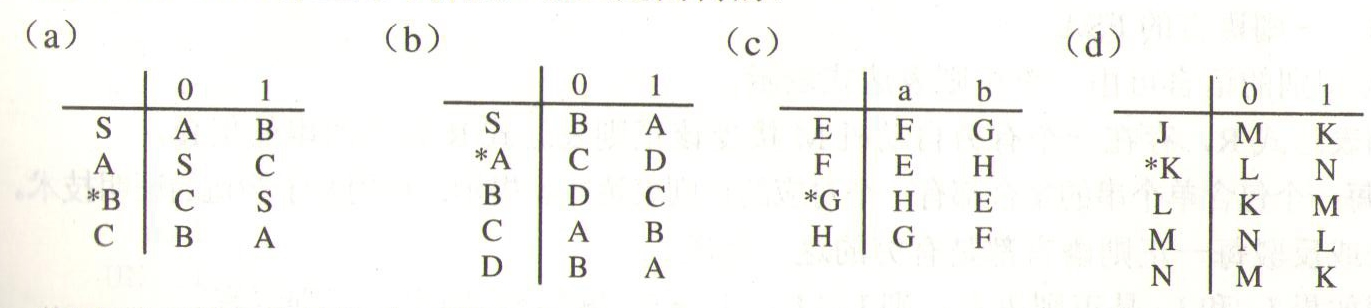 (a) (b) (c) (d)
0 1
S A B
A S C
*B C S
C B A
0 1
S B A
*A C D
B D C
C A B
D B A
a b
E F G
F E H
*G H E
H G F
0 1
J M K
*K L N
L K M
M N L
N M K